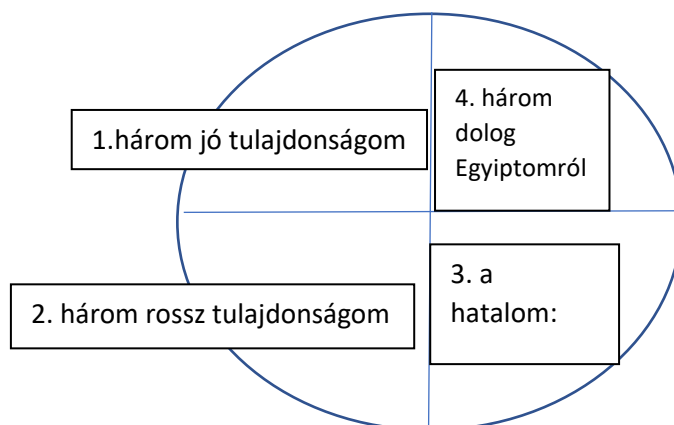 1.három jó tulajdonságom
4. három
dolog
Egyiptomról
2. három rossz tulajdonságom
3. a
hatalom: